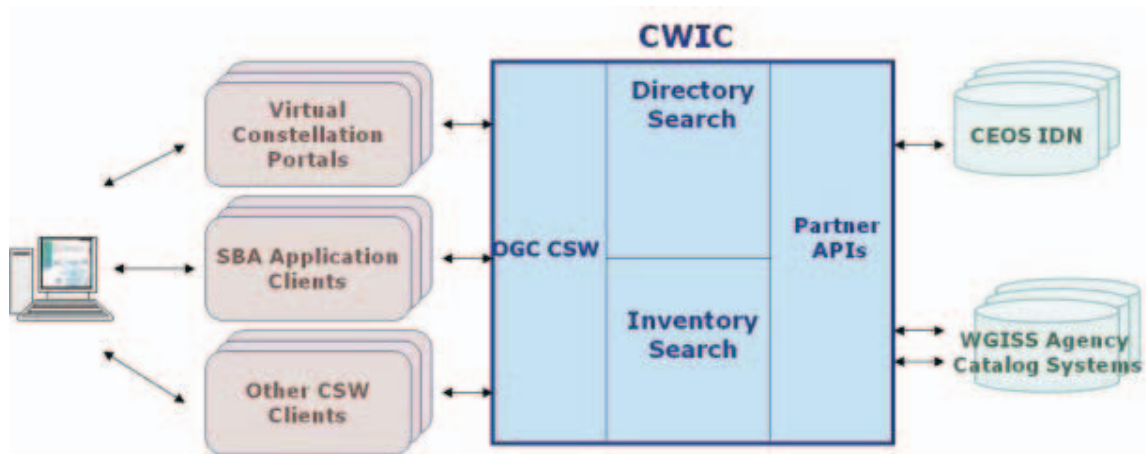 CWIC
Virtual
Constellation
Portals
SBA Application
Clients
Other CSW
Clients
OGC CSW
Directory
Search
Inventory
Search
Partner
APIs
CEOS IDN
WGISS Agency
Catalog Systems